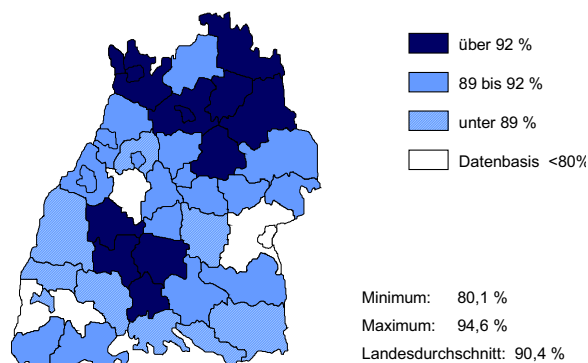 über 92 %
89 bis 92 %
unter 89 %
Datenbasis <80%
Minimum: 80,1 %
Maximum: 94,6 %
Landesdurchschnitt: 90,4 %